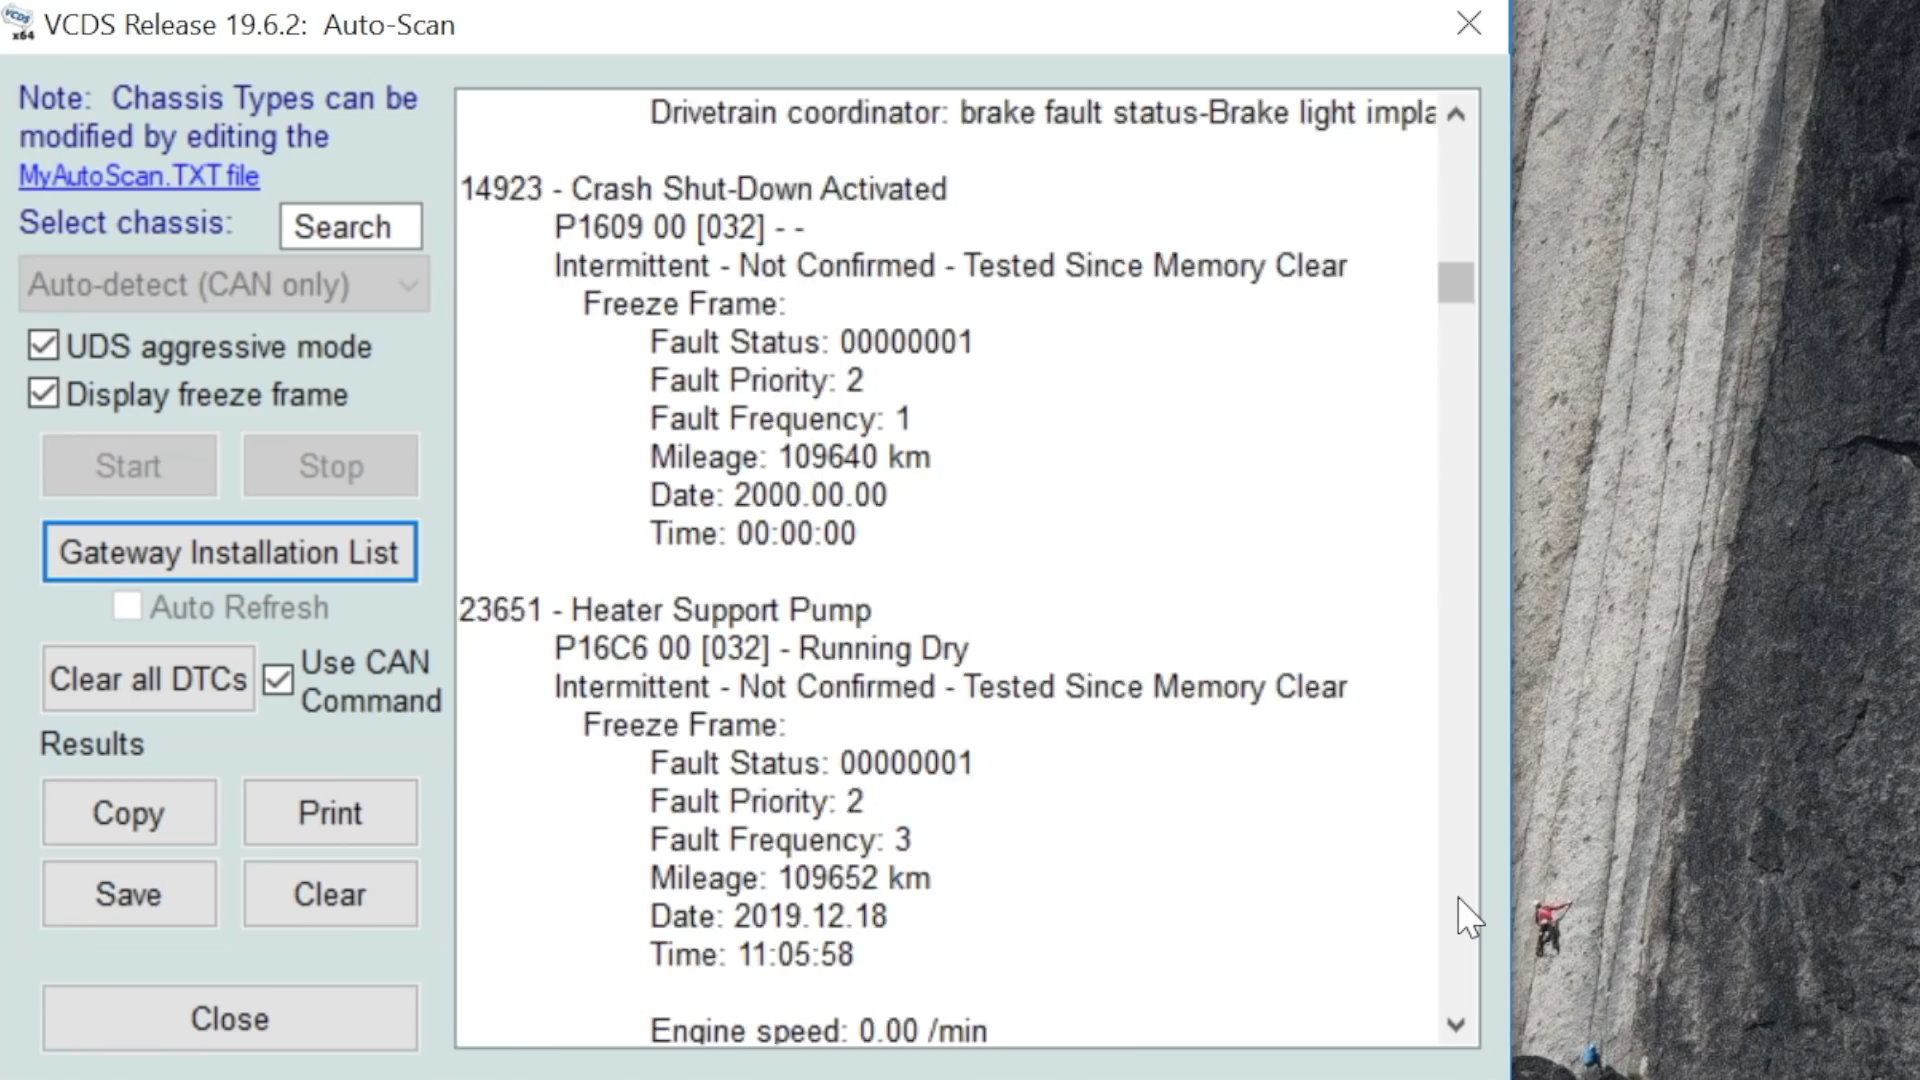 VCDS
x64
VCDS Release 19.6.2: Auto-Scan
Note: Chassis Types can be
modified by editing the
MyAutoScan.TXT file
Select chassis:
Search
Auto-detect (CAN only)
UDS aggressive mode
Display freeze frame
Start
Stop
Gateway Installation List
Auto Refresh
Clear all DTCs
Use CAN
Command
Results
Copy
Print
Save
Clear
Close
Drivetrain coordinator: brake fault status-Brake light impla
14923 - Crash Shut-Down Activated
P1609 00 [032] - -
Intermittent - Not Confirmed - Tested Since Memory Clear
Freeze Frame:
Fault Status: 00000001
Fault Priority: 2
Fault Frequency: 1
Mileage: 109640 km
Date: 2000.00.00
Time: 00:00:00
23651 - Heater Support Pump
P16C6 00 [032] - Running Dry
Intermittent - Not Confirmed - Tested Since Memory Clear
Freeze Frame:
Fault Status: 00000001
Fault Priority: 2
Fault Frequency: 3
Mileage: 109652 km
Date: 2019.12.18
Time: 11:05:58
Engine speed: 0.00 /min